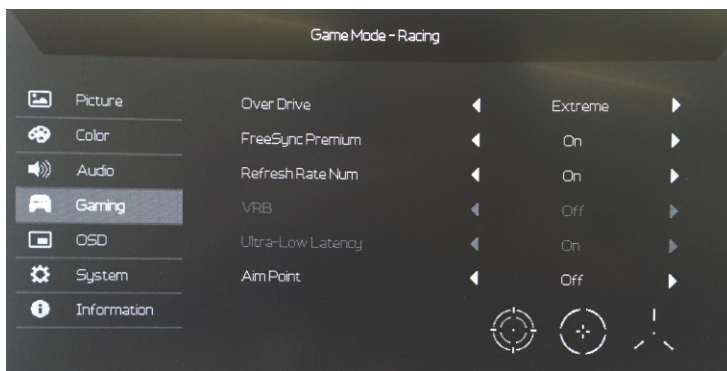 Game Mode - Racing
Picture
Over Drive
Extreme
Color
FreeSync Premium
On
Audio
Refresh Rate Num
On
Gaming
VRB
Off
OSD
Ultra-Low Latency
On
System
Aim Point
Off
Information